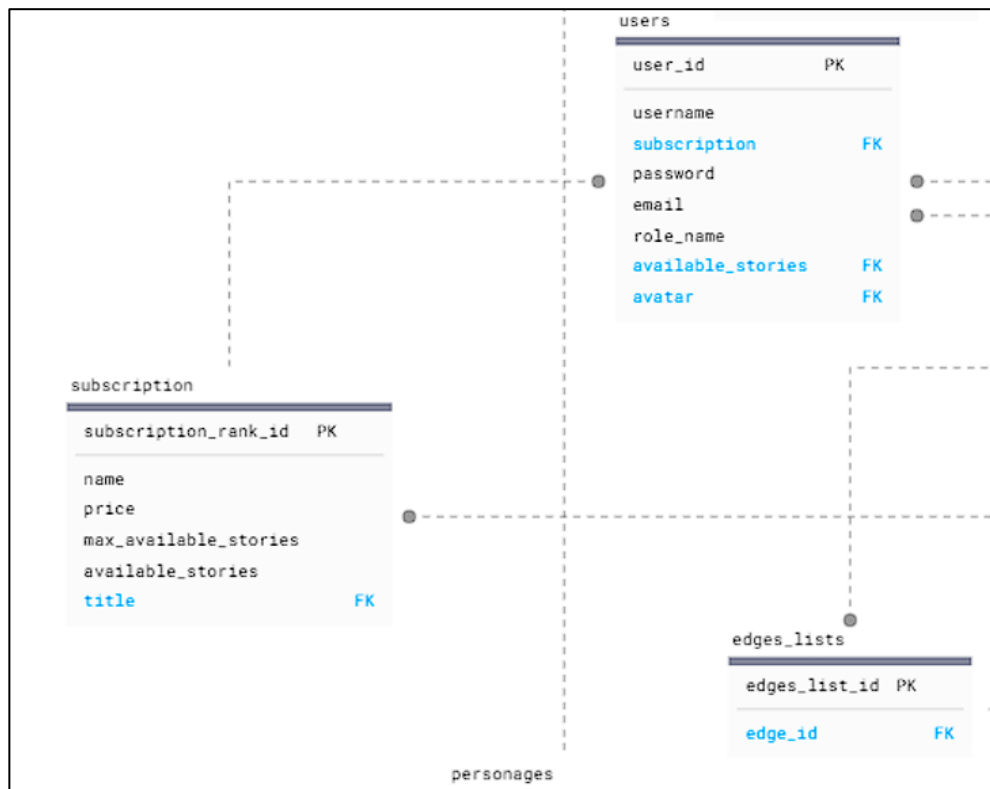 users
user_id PK
username
subscription FK
password
email
role_name
available_stories FK
avatar FK
subscription
subscription_rank_id PK
name
price
max_available_stories
available_stories
title FK
edges_lists
edges_list_id PK
edge_id FK
personages